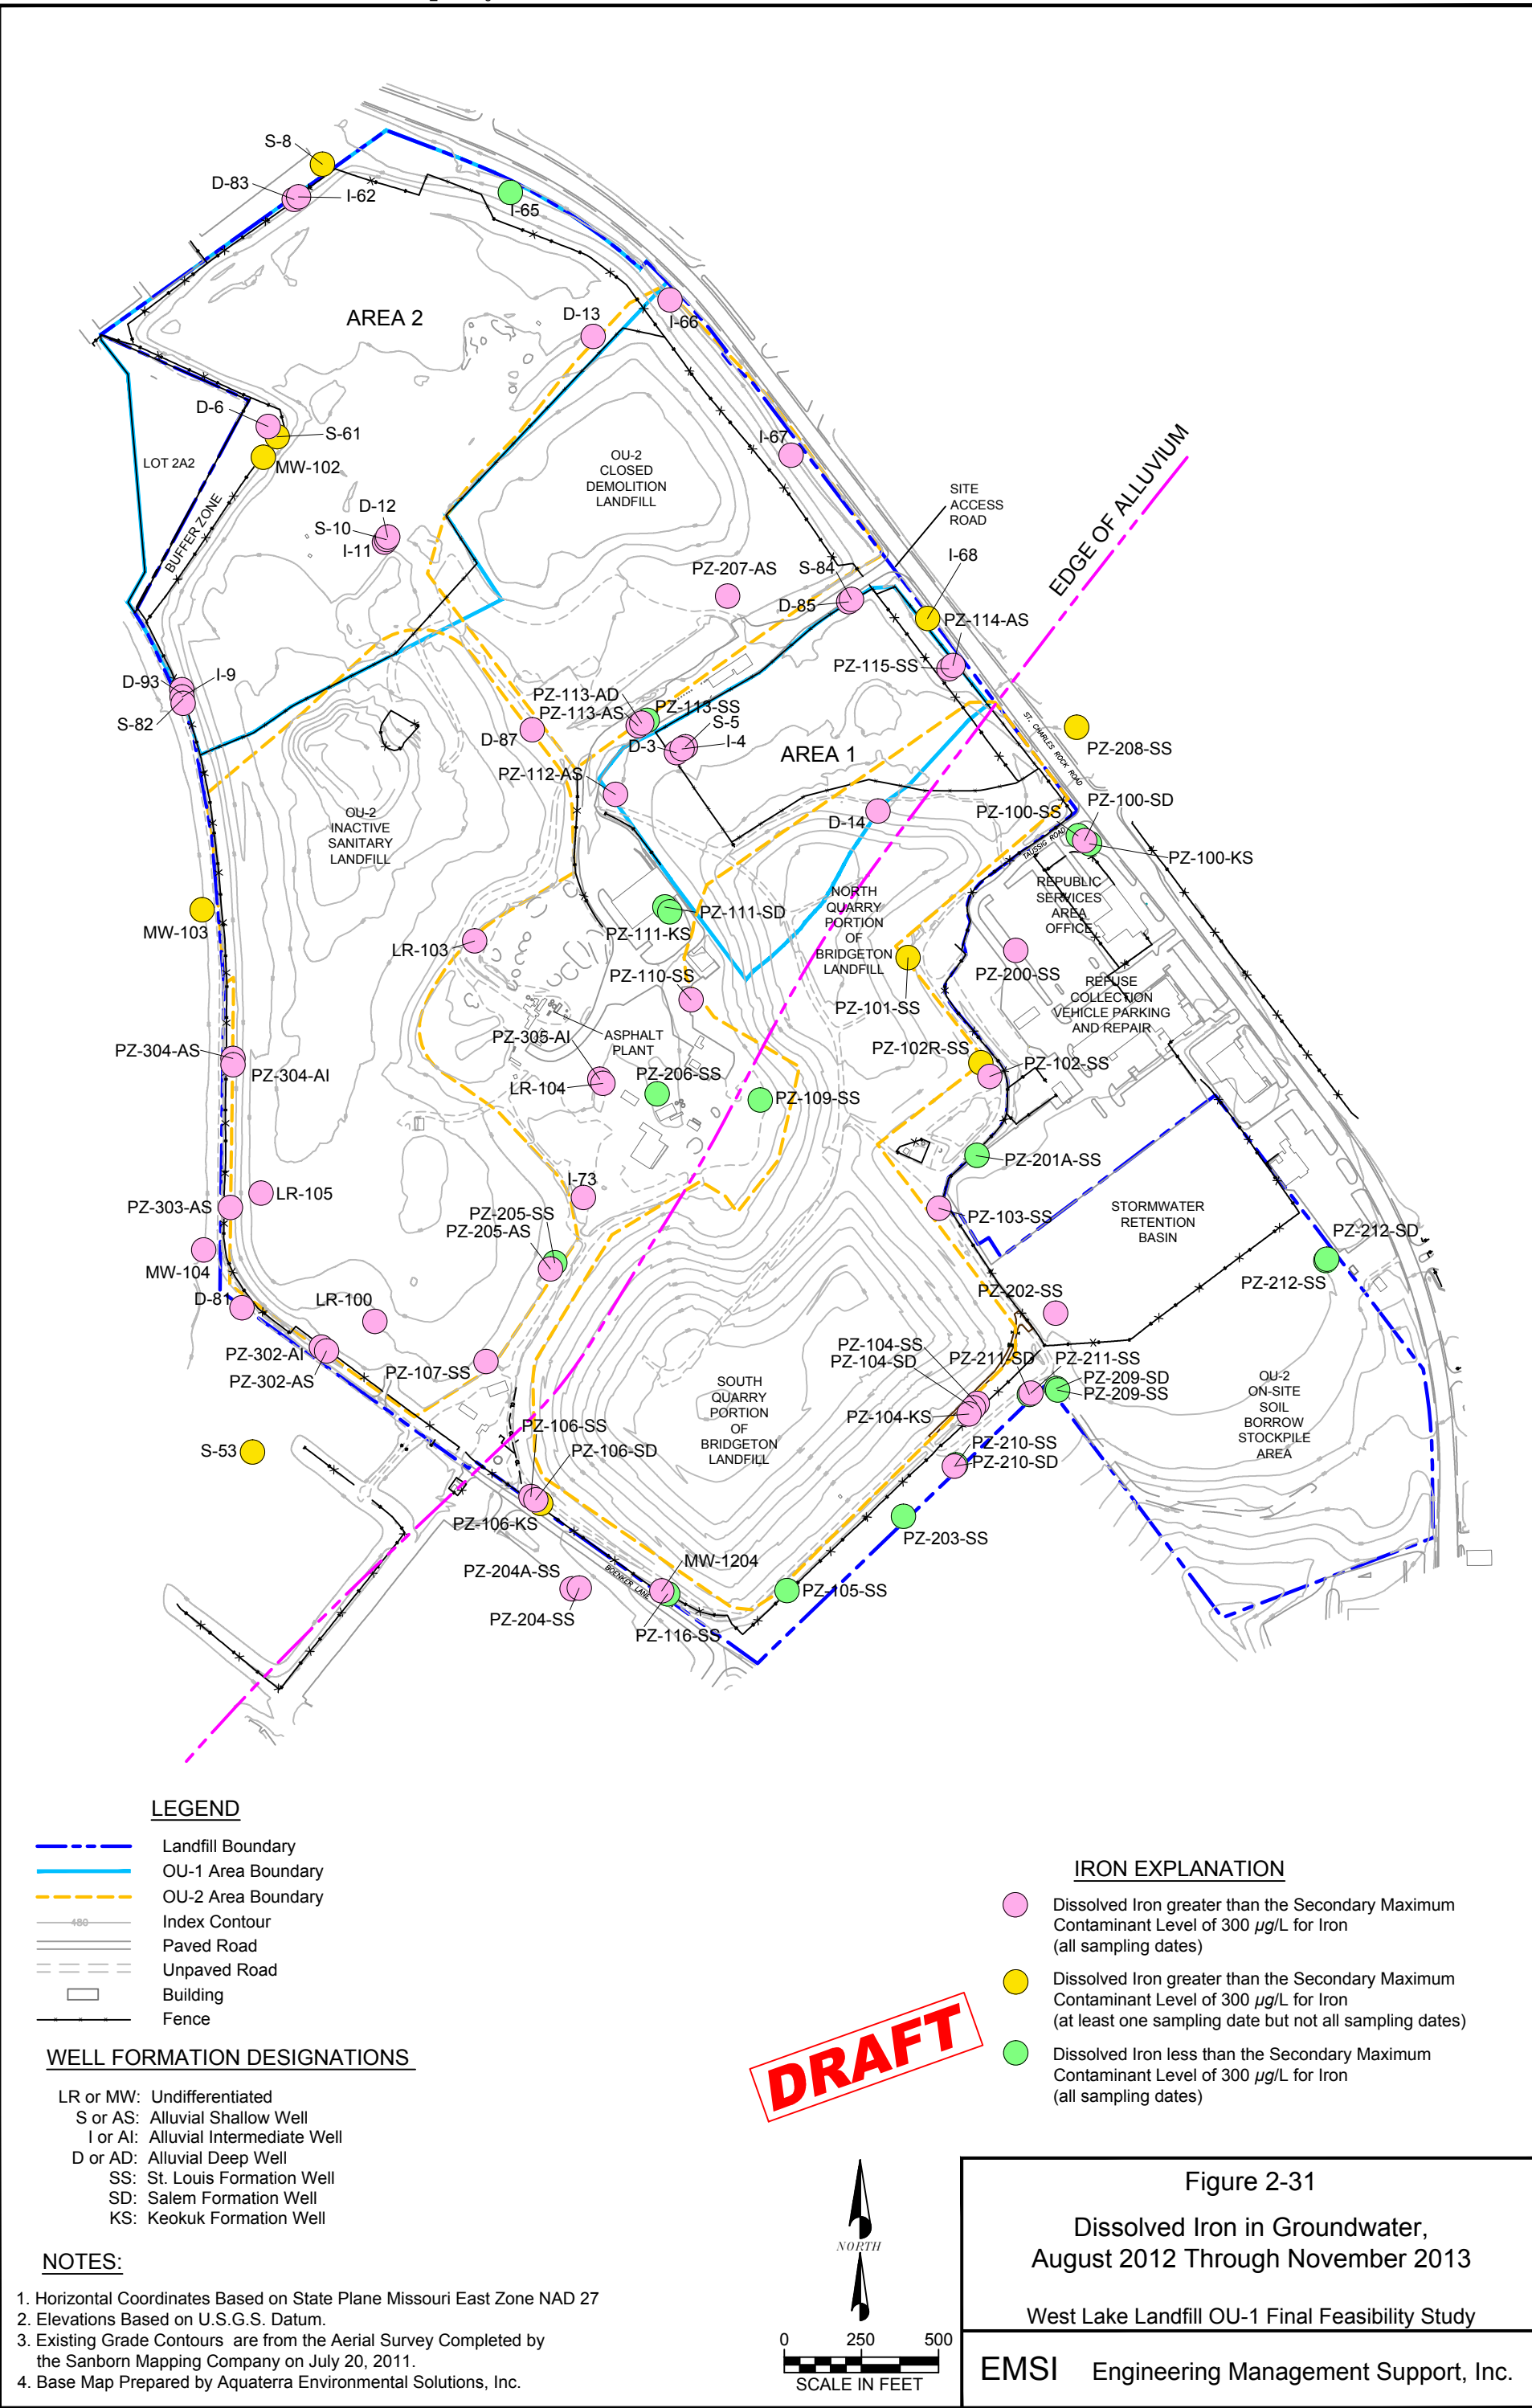 S-8
D-83
I-62
I-65
AREA 2
D-13
I-66
D-6
S-61
MW-102
LOT 2A2
BUFFER ZONE
I-67
OU-2
CLOSED
DEMOLITION
LANDFILL
SITE
ACCESS
ROAD
EDGE OF ALLUVIUM
D-12
S-10
I-11
PZ-207-AS
S-84
D-85
I-68
PZ-114-AS
PZ-115-SS
D-93
I-9
S-82
PZ-113-AD
PZ-113-AS
PZ-113-SS
S-5
D-3
I-4
D-87
AREA 1
ST. CHARLES ROCK ROAD
PZ-208-SS
PZ-112-AS
D-14
PZ-100-SS
PZ-100-SD
TAUSSIG ROAD
PZ-100-KS
OU-2
INACTIVE
SANITARY
LANDFILL
MW-103
LR-103
PZ-111-SD
PZ-111-KS
NORTH
QUARRY
PORTION
OF
BRIDGETON
LANDFILL
REPUBLIC
SERVICES
AREA
OFFICE
PZ-200-SS
PZ-110-SS
PZ-101-SS
REFUSE
COLLECTION
VEHICLE PARKING
AND REPAIR
PZ-304-AS
PZ-304-AI
PZ-305-AI
ASPHALT
PLANT
LR-104
PZ-206-SS
PZ-109-SS
PZ-102R-SS
PZ-102-SS
PZ-201A-SS
LR-105
PZ-303-AS
I-73
PZ-205-SS
PZ-205-AS
PZ-103-SS
STORMWATER
RETENTION
BASIN
PZ-212-SD
PZ-212-SS
MW-104
D-81
LR-100
PZ-302-AI
PZ-302-AS
PZ-107-SS
PZ-202-SS
PZ-104-SS
PZ-104-SD
PZ-211-SD
PZ-211-SS
PZ-209-SD
PZ-209-SS
PZ-104-KS
SOUTH
QUARRY
PORTION
OF
BRIDGETON
LANDFILL
OU-2
ON-SITE
SOIL
BORROW
STOCKPILE
AREA
S-53
PZ-106-SS
PZ-106-SD
PZ-106-KS
PZ-210-SS
PZ-210-SD
PZ-203-SS
PZ-204A-SS
PZ-204-SS
BOENKER LANE
MW-1204
PZ-116-SS
PZ-105-SS
LEGEND
Landfill Boundary
OU-1 Area Boundary
OU-2 Area Boundary
480 Index Contour
Paved Road
Unpaved Road
Building
Fence
WELL FORMATION DESIGNATIONS
LR or MW: Undifferentiated
S or AS: Alluvial Shallow Well
I or AI: Alluvial Intermediate Well
D or AD: Alluvial Deep Well
SS: St. Louis Formation Well
SD: Salem Formation Well
KS: Keokuk Formation Well
NOTES:
1. Horizontal Coordinates Based on State Plane Missouri East Zone NAD 27
2. Elevations Based on U.S.G.S. Datum.
3. Existing Grade Contours are from the Aerial Survey Completed by
the Sanborn Mapping Company on July 20, 2011.
4. Base Map Prepared by Aquaterra Environmental Solutions, Inc.
IRON EXPLANATION
Dissolved Iron greater than the Secondary Maximum
Contaminant Level of 300 µg/L for Iron
(all sampling dates)
Dissolved Iron greater than the Secondary Maximum
Contaminant Level of 300 µg/L for Iron
(at least one sampling date but not all sampling dates)
Dissolved Iron less than the Secondary Maximum
Contaminant Level of 300 µg/L for Iron
(all sampling dates)
DRAFT
NORTH
0 250 500
SCALE IN FEET
Figure 2-31
Dissolved Iron in Groundwater,
August 2012 Through November 2013
West Lake Landfill OU-1 Final Feasibility Study
EMSI Engineering Management Support, Inc.